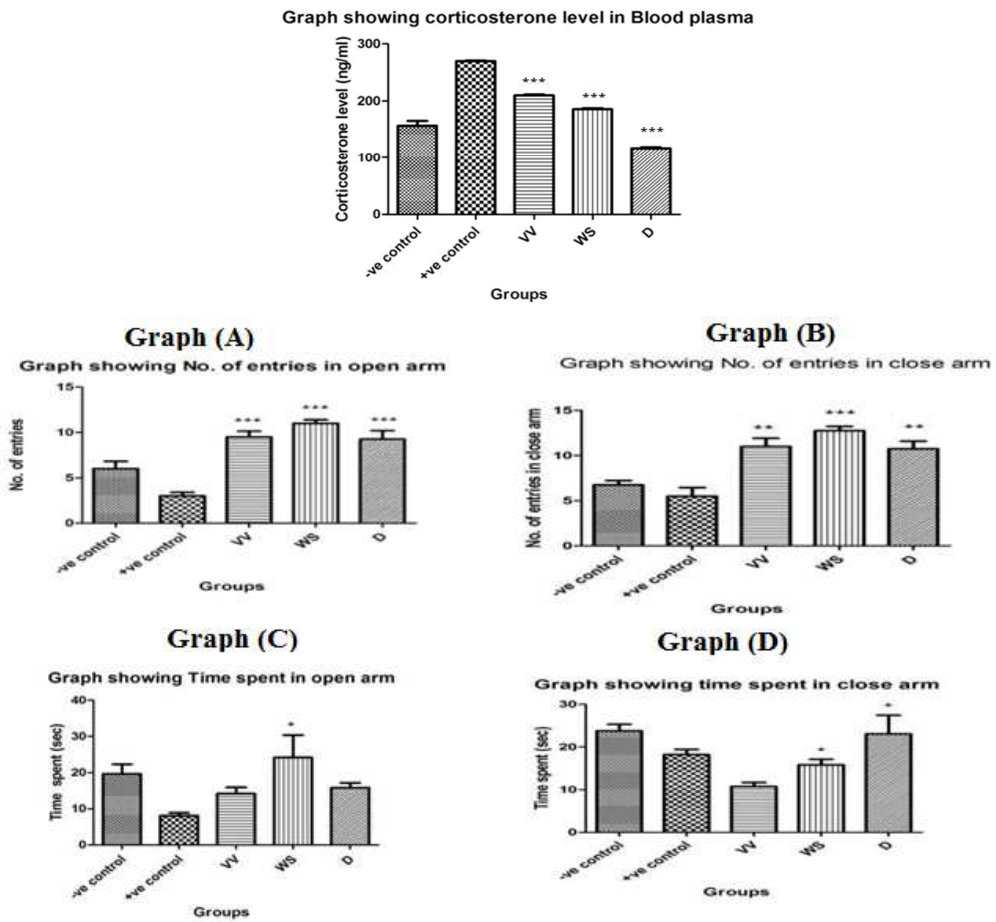 Graph showing corticosterone level in Blood plasma
Corticosterone level (ng/ml)
300
200
100
0
***
***
***
-ve control
+ve control
VV
WS
D
Groups
Graph (A)
Graph showing No. of entries in open arm
No. of entries
15
10
5
0
***
***
***
-ve control
+ve control
VV
WS
D
Groups
Graph (B)
Graph showing No. of entries in close arm
No. of entries in close arm
15
10
5
0
**
***
**
-ve control
+ve control
VV
WS
D
Groups
Graph (C)
Graph showing Time spent in open arm
Time spent (sec)
40
30
20
10
0
*
-ve control
+ve control
VV
WS
D
Groups
Graph (D)
Graph showing time spent in close arm
Time spent (sec)
30
20
10
0
*
*
-ve control
+ve control
VV
WS
D
Groups